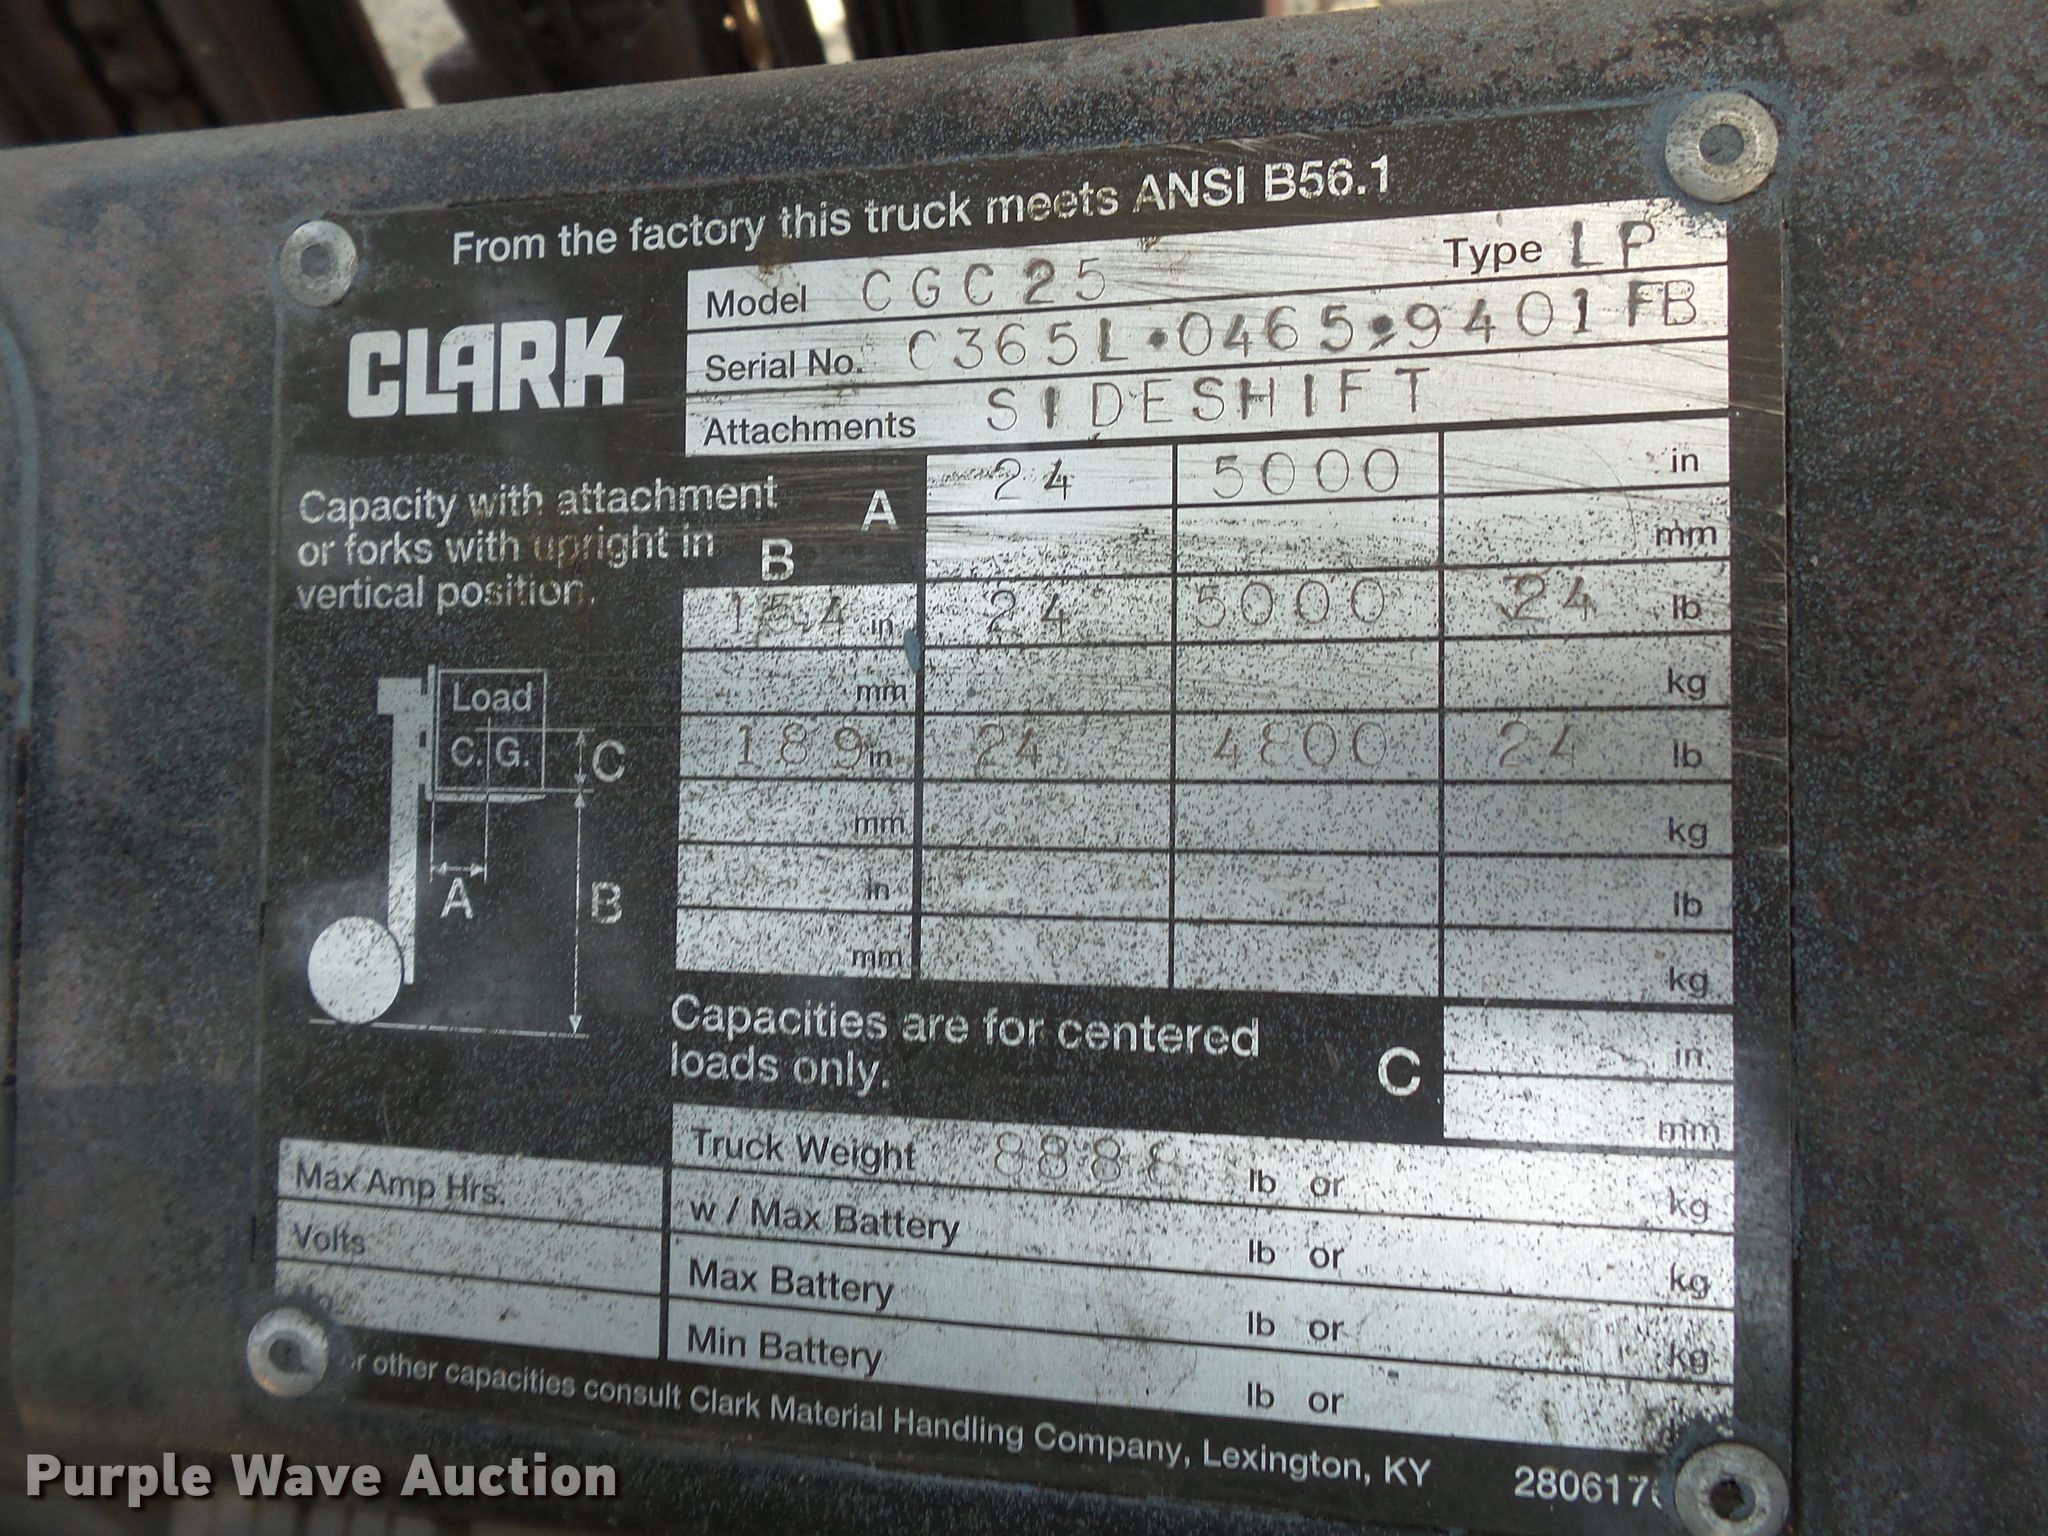 From the factory this truck meets ANSI B56.1
CLARK
Model CGC25 Type LP
Serial No. C365L•0465•9401FB
Attachments SIDESHIFT
Capacity with attachment
or forks with upright in
vertical position.
A 24 5000 in
mm
B
154 in 24 5000 24 lb
mm kg
189 in 24 4800 24 lb
mm kg
in lb
mm kg
Load
C.G.
C
A
B
Capacities are for centered
loads only.
C in
mm
Max Amp Hrs.
Volts
Truck Weight 8888 lb or kg
w / Max Battery lb or kg
Max Battery lb or kg
Min Battery lb or
other capacities consult Clark Material Handling Company, Lexington, KY
Purple Wave Auction